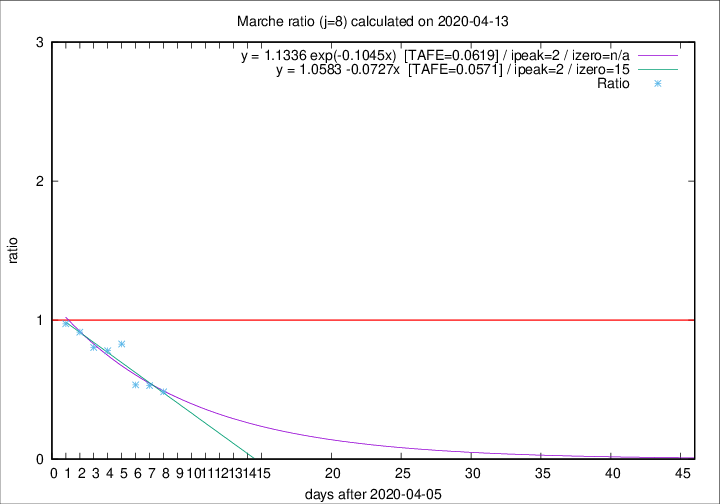 Marche ratio (j=8) calculated on 2020-04-13
y = 1.1336 exp(-0.1045x) [TAFE=0.0619] / ipeak=2 / izero=n/a
y = 1.0583 -0.0727x [TAFE=0.0571] / ipeak=2 / izero=15
Ratio
3
2
1
0
ratio
0 1 2 3 4 5 6 7 8 9 10 11 12 13 14 15 20 25 30 35 40 45
days after 2020-04-05